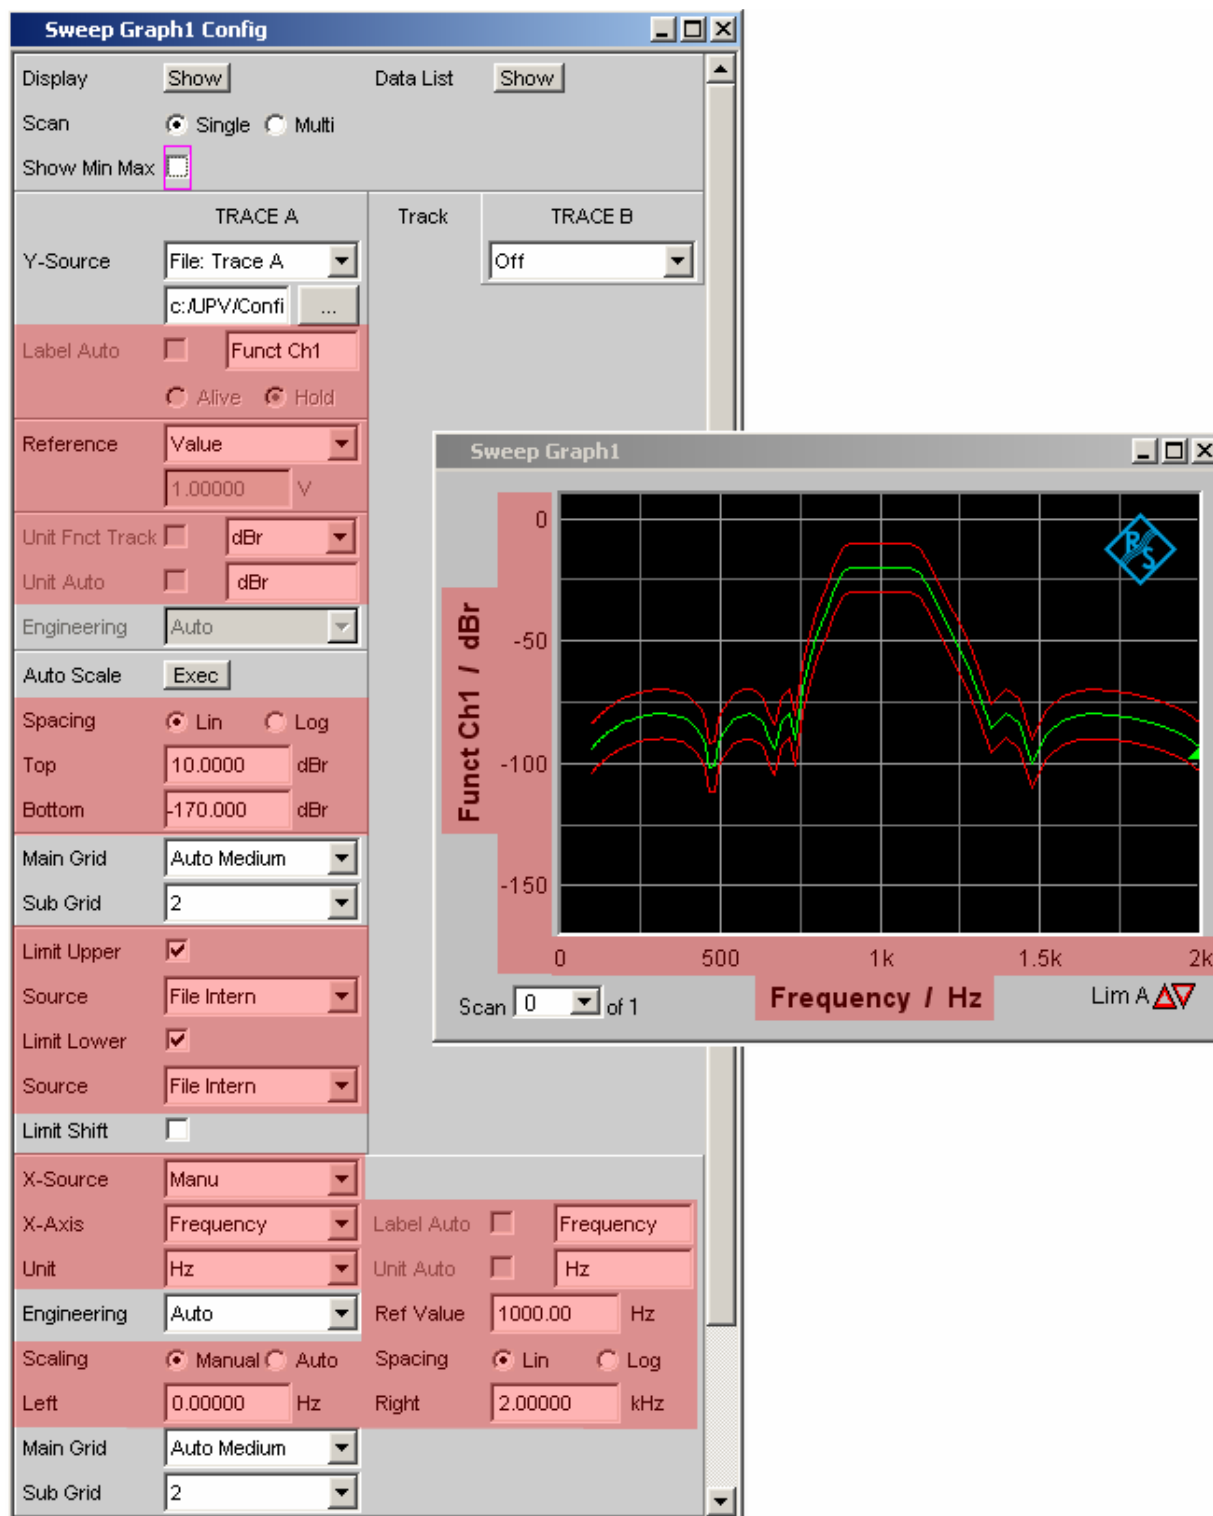 Sweep Graph1 Config
Display Show Data List Show
Scan Single Multi
Show Min Max
TRACE A Track TRACE B
Y-Source File: Trace A Off
c:/UPV/Confi ...
Label Auto Funct Ch1
Alive Hold
Reference Value
1.00000 V
Unit Fnct Track dBr
Unit Auto dBr
Engineering Auto
Auto Scale Exec
Spacing Lin Log
Top 10.0000 dBr
Bottom -170.000 dBr
Main Grid Auto Medium
Sub Grid 2
Limit Upper
Source File Intern
Limit Lower
Source File Intern
Limit Shift
X-Source Manu
X-Axis Frequency Label Auto Frequency
Unit Hz Unit Auto Hz
Engineering Auto Ref Value 1000.00 Hz
Scaling Manual Auto Spacing Lin Log
Left 0.00000 Hz Right 2.00000 kHz
Main Grid Auto Medium
Sub Grid 2
Sweep Graph1
R S
Funct Ch1 / dBr
0
-50
-100
-150
0 500 1k 1.5k 2k
Scan 0 of 1 Frequency / Hz Lim A